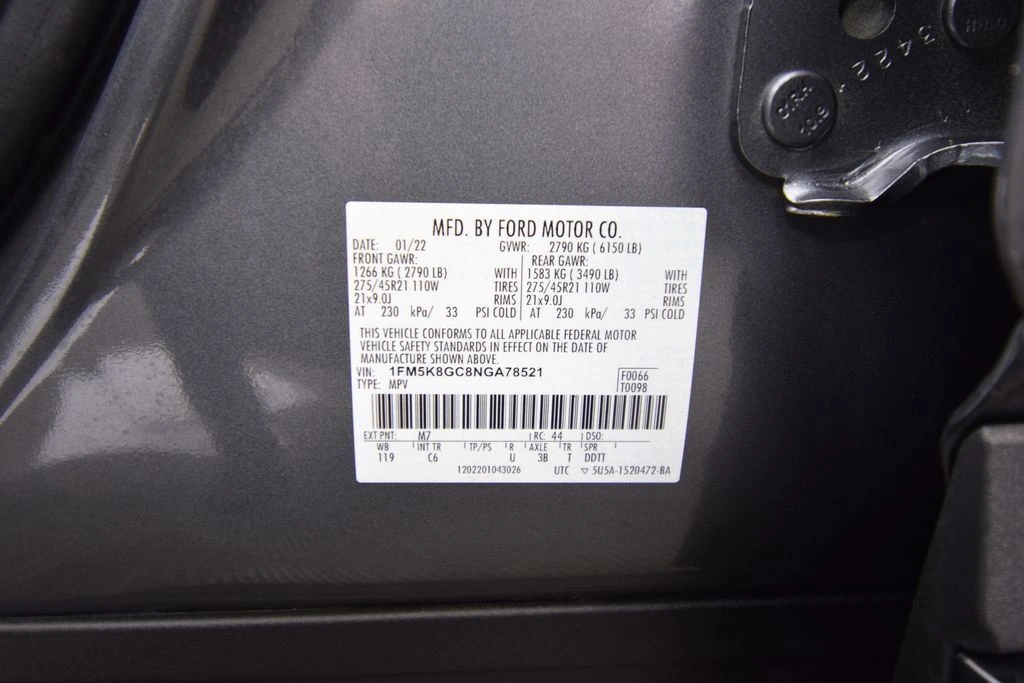 3422
10.9
MFD. BY FORD MOTOR CO.
DATE: 01/22 GVWR: 2790 KG ( 6150 LB)
FRONT GAWR: REAR GAWR:
1266 KG ( 2790 LB) WITH 1583 KG ( 3490 LB) WITH
275/45R21 110W TIRES 275/45R21 110W TIRES
21x9.0J RIMS 21x9.0J RIMS
AT 230 kPa/ 33 PSI COLD AT 230 kPa/ 33 PSI COLD
THIS VEHICLE CONFORMS TO ALL APPLICABLE FEDERAL MOTOR
VEHICLE SAFETY STANDARDS IN EFFECT ON THE DATE OF
MANUFACTURE SHOWN ABOVE.
VIN: 1FM5K8GC8NGA78521 F0066
TYPE: MPV T0098
EXT PNT: M7 RC: 44 DSO:
WB INT TR TP/PS R AXLE TR SPR
119 C6 U 3B T DDTT
1202201043026 UTC ▽ 5U5A-1520472-BA